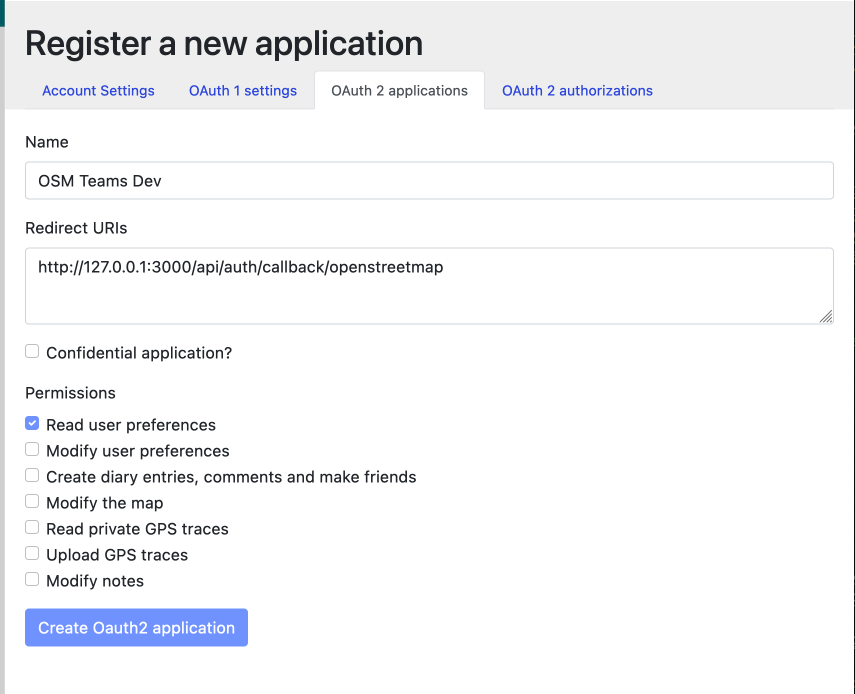 Register a new application
Account Settings OAuth 1 settings OAuth 2 applications OAuth 2 authorizations
Name
OSM Teams Dev
Redirect URIs
http://127.0.0.1:3000/api/auth/callback/openstreetmap
Confidential application?
Permissions
Read user preferences
Modify user preferences
Create diary entries, comments and make friends
Modify the map
Read private GPS traces
Upload GPS traces
Modify notes
Create Oauth2 application